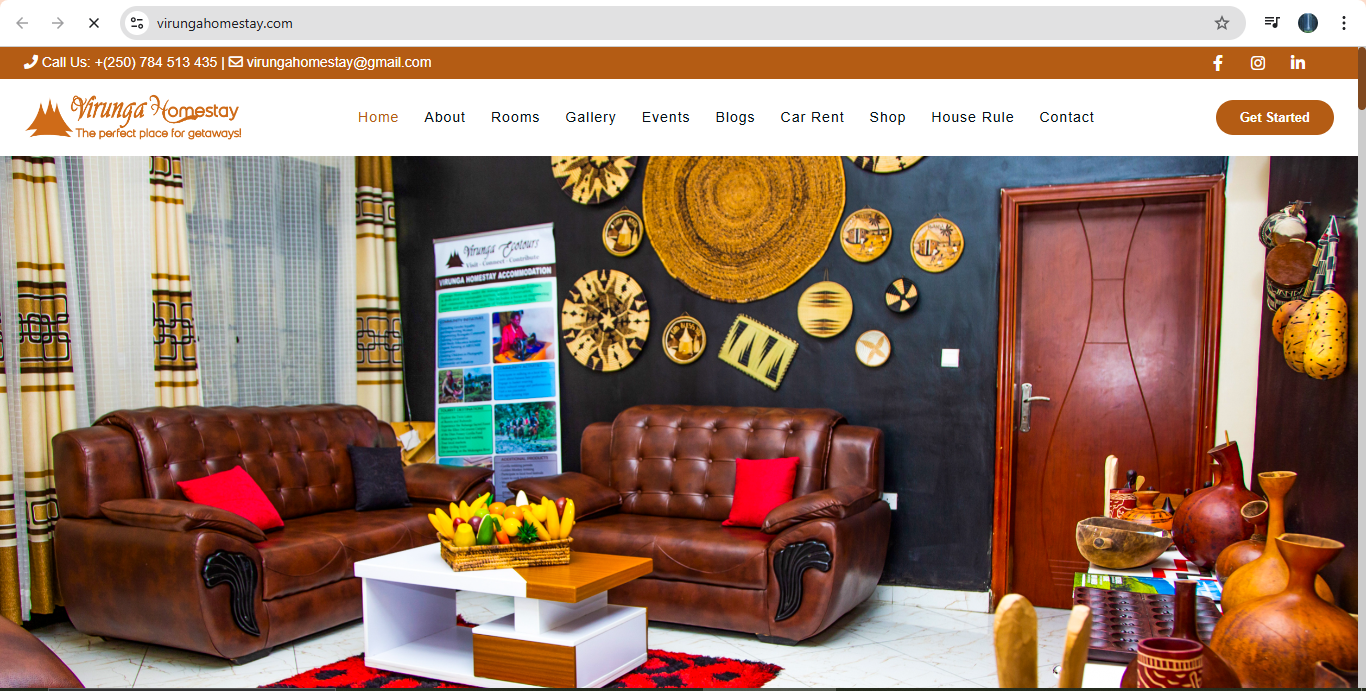 virungahomestay.com
Call Us: +(250) 784 513 435 | virungahomestay@gmail.com
Virunga Homestay
The perfect place for getaways!
Home About Rooms Gallery Events Blogs Car Rent Shop House Rule Contact
Get Started
Virunga Ecotours
Visit - Connect - Contribute
VIRUNGA HOMESTAY ACCOMMODATION